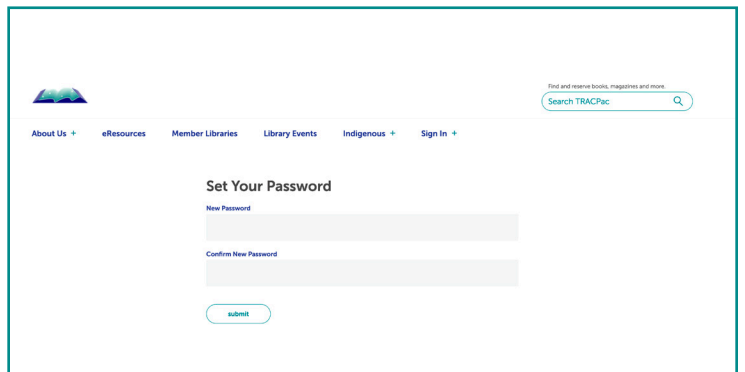 Find and reserve books, magazines and more.
Search TRACPac
About Us + eResources Member Libraries Library Events Indigenous + Sign In +
Set Your Password
New Password
Confirm New Password
submit